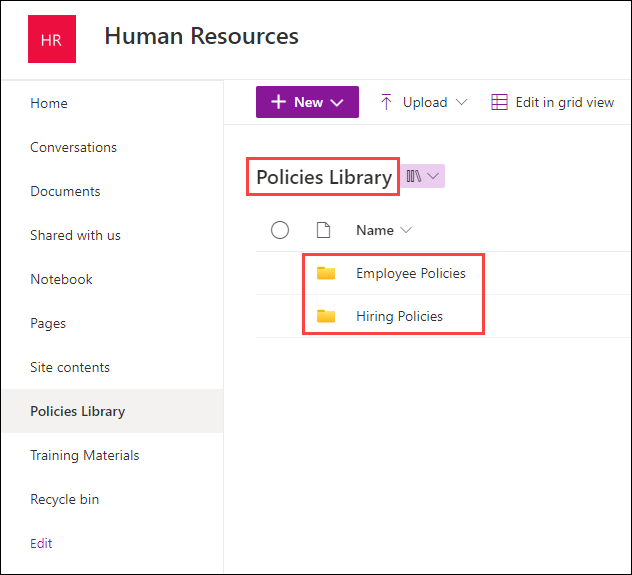 HR
Human Resources
Home
Conversations
Documents
Shared with us
Notebook
Pages
Site contents
Policies Library
Training Materials
Recycle bin
Edit
New
Upload
Edit in grid view
Policies Library
Name
Employee Policies
Hiring Policies